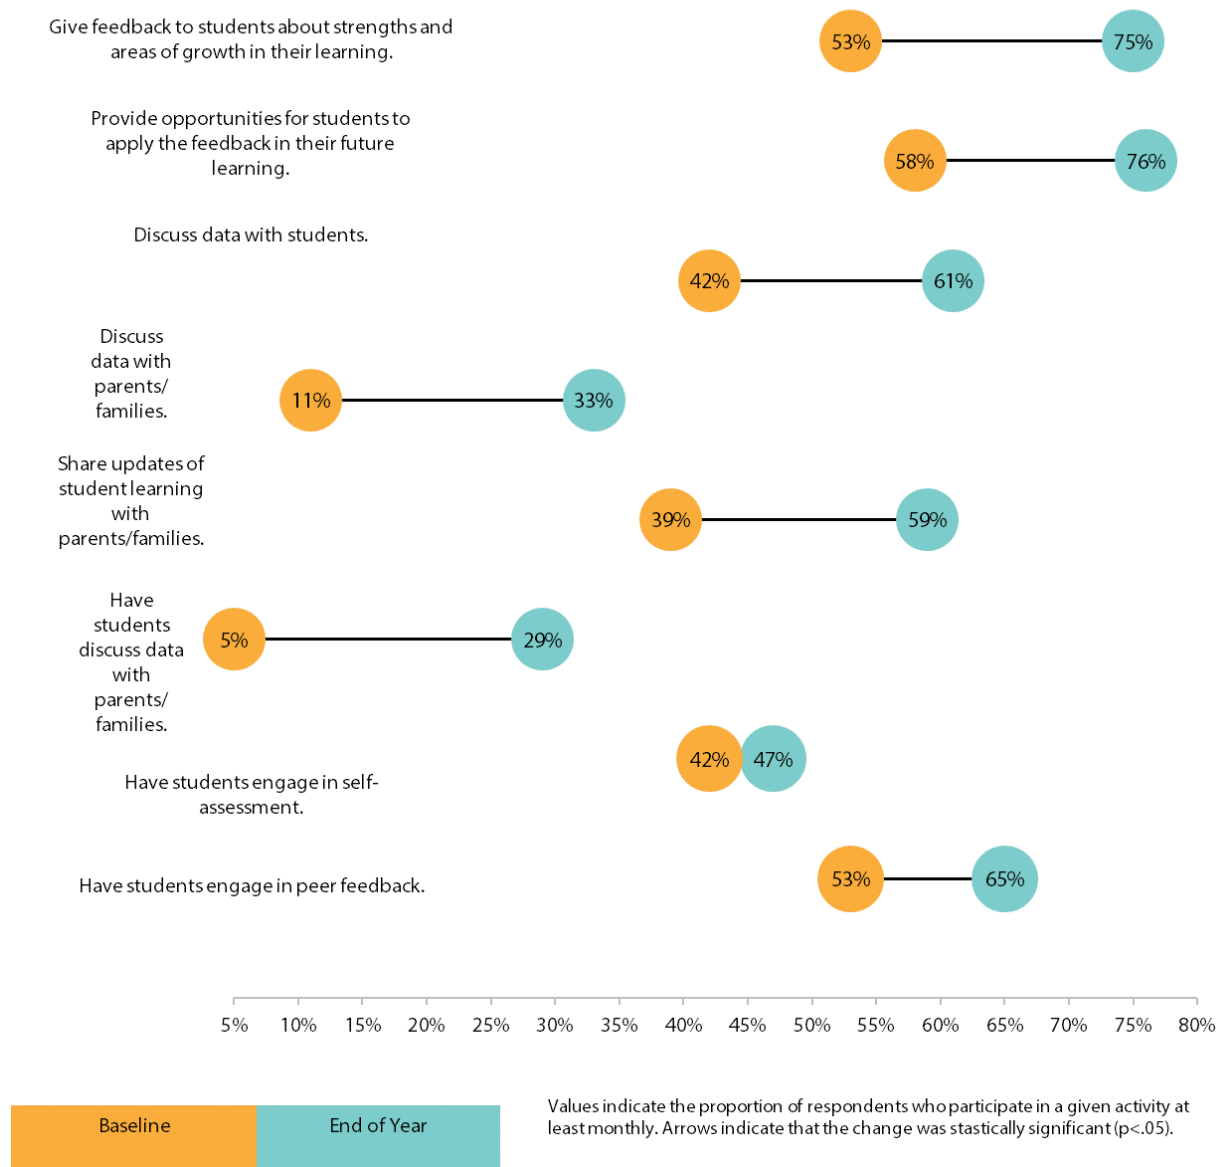 Give feedback to students about strengths and
areas of growth in their learning.
53%
75%
Provide opportunities for students to
apply the feedback in their future
learning.
58%
76%
Discuss data with students.
42%
61%
Discuss
data with
parents/
families.
11%
33%
Share updates of
student learning
with
parents/families.
39%
59%
Have
students
discuss data
with
parents/
families.
5%
29%
Have students engage in self-
assessment.
42%
47%
Have students engage in peer feedback.
53%
65%
5% 10% 15% 20% 25% 30% 35% 40% 45% 50% 55% 60% 65% 70% 75% 80%
Baseline
End of Year
Values indicate the proportion of respondents who participate in a given activity at
least monthly. Arrows indicate that the change was stastically significant (p<.05).